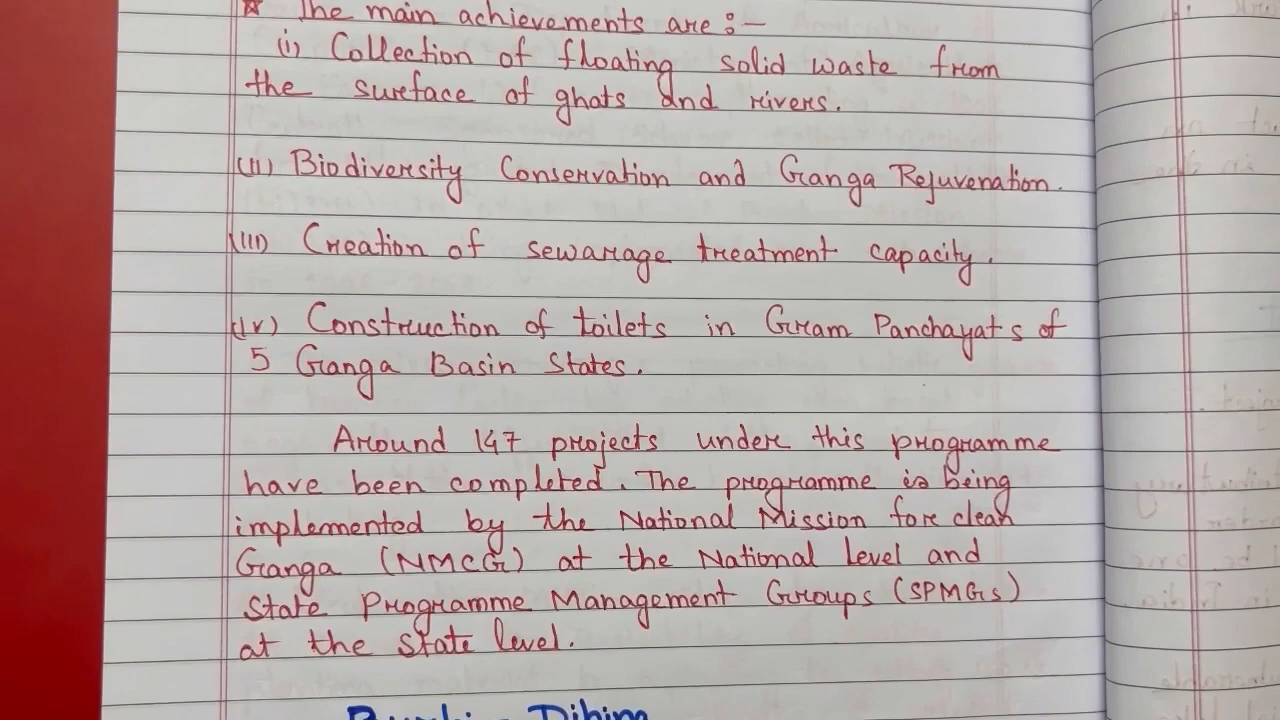 * The main achievements are :-
(i) Collection of floating solid waste from
the surface of ghats and rivers.
(ii) Biodiversity Conservation and Ganga Rejuvenation.
(iii) Creation of sewarage treatment capacity.
(iv) Construction of toilets in Gram Panchayats of
5 Ganga Basin States.
Around 147 projects under this programme
have been completed. The programme is being
implemented by the National Mission for clean
Ganga (NMCG) at the National level and
State Programme Management Groups (SPMGs)
at the state level.
Dihing